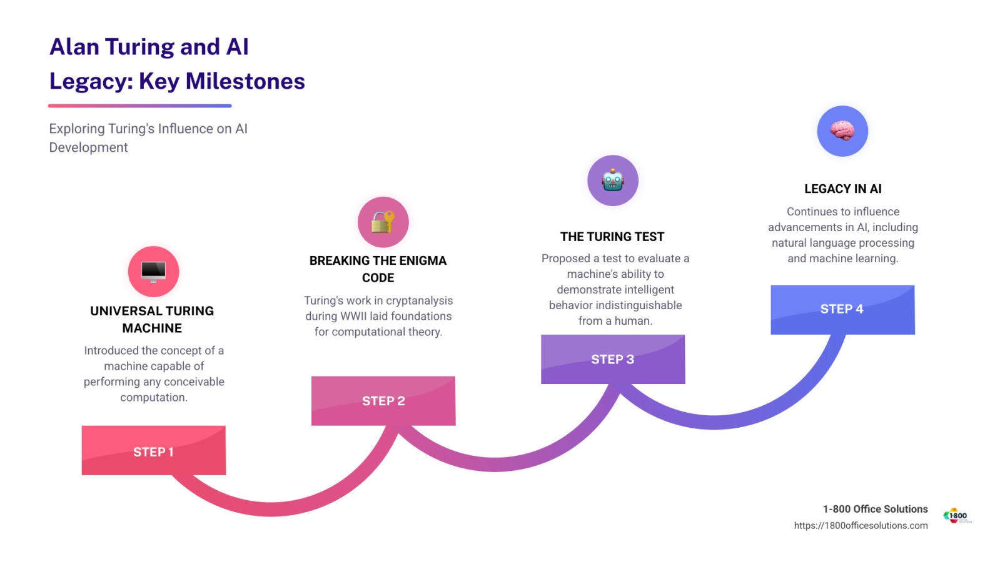 Alan Turing and AI
Legacy: Key Milestones
Exploring Turing's Influence on AI
Development
UNIVERSAL TURING
MACHINE
Introduced the concept of a
machine capable of
performing any conceivable
computation.
STEP 1
BREAKING THE ENIGMA
CODE
Turing's work in cryptanalysis
during WWII laid foundations
for computational theory.
STEP 2
THE TURING TEST
Proposed a test to evaluate a
machine's ability to
demonstrate intelligent
behavior indistinguishable
from a human.
STEP 3
LEGACY IN AI
Continues to influence
advancements in AI, including
natural language processing
and machine learning.
STEP 4
1-800 Office Solutions
https://1800officesolutions.com
1·800